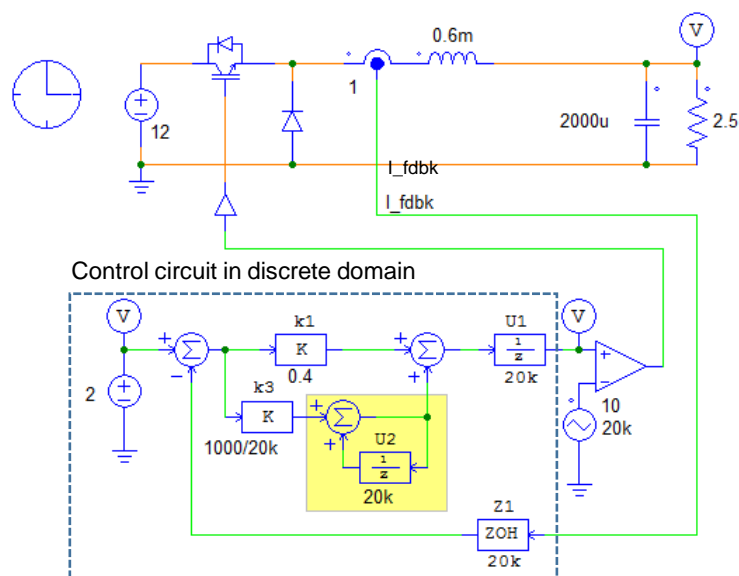 V
0.6m
1
12
2000u
2.5
I_fdbk
I_fdbk
Control circuit in discrete domain
V
k1
U1
V
Σ
K
Σ
1/z
0.4
20k
2
k3
K
Σ
10
20k
1000/20k
U2
1/z
20k
Z1
ZOH
20k